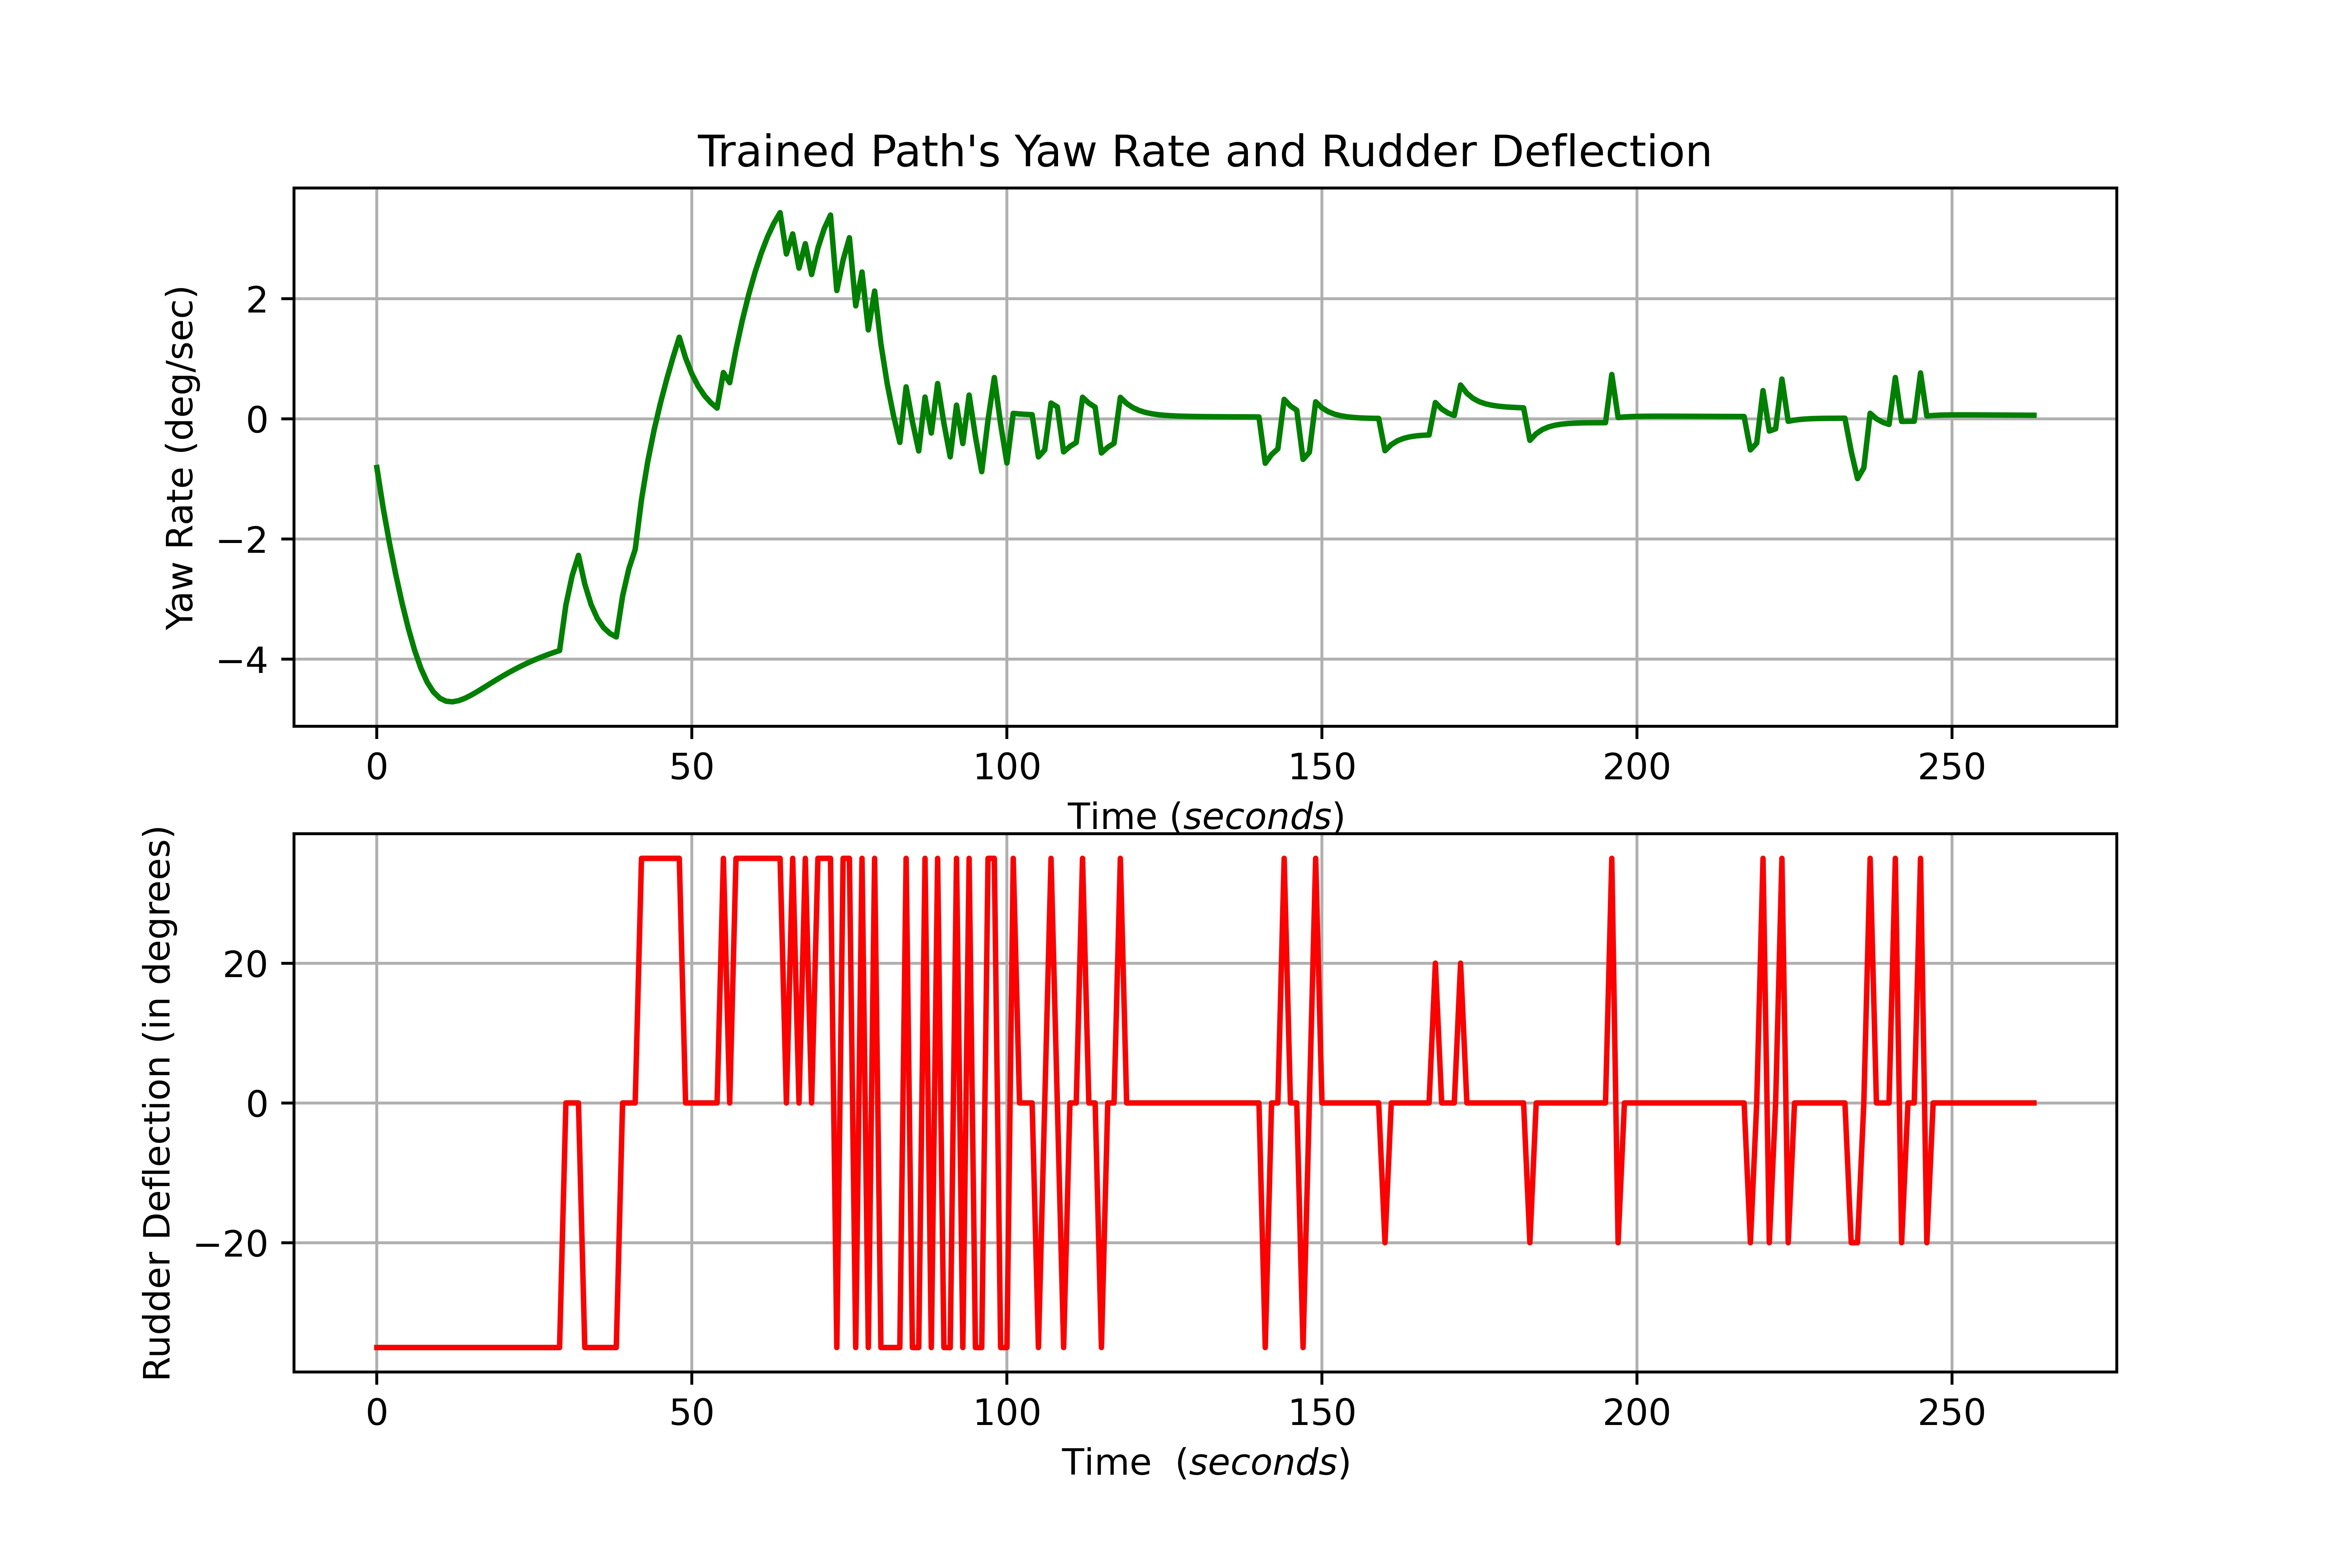 Trained Path's Yaw Rate and Rudder Deflection
Yaw Rate (deg/sec)
2
0
−2
−4
0 50 100 150 200 250
Time (seconds)
Rudder Deflection (in degrees)
20
0
−20
0 50 100 150 200 250
Time (seconds)